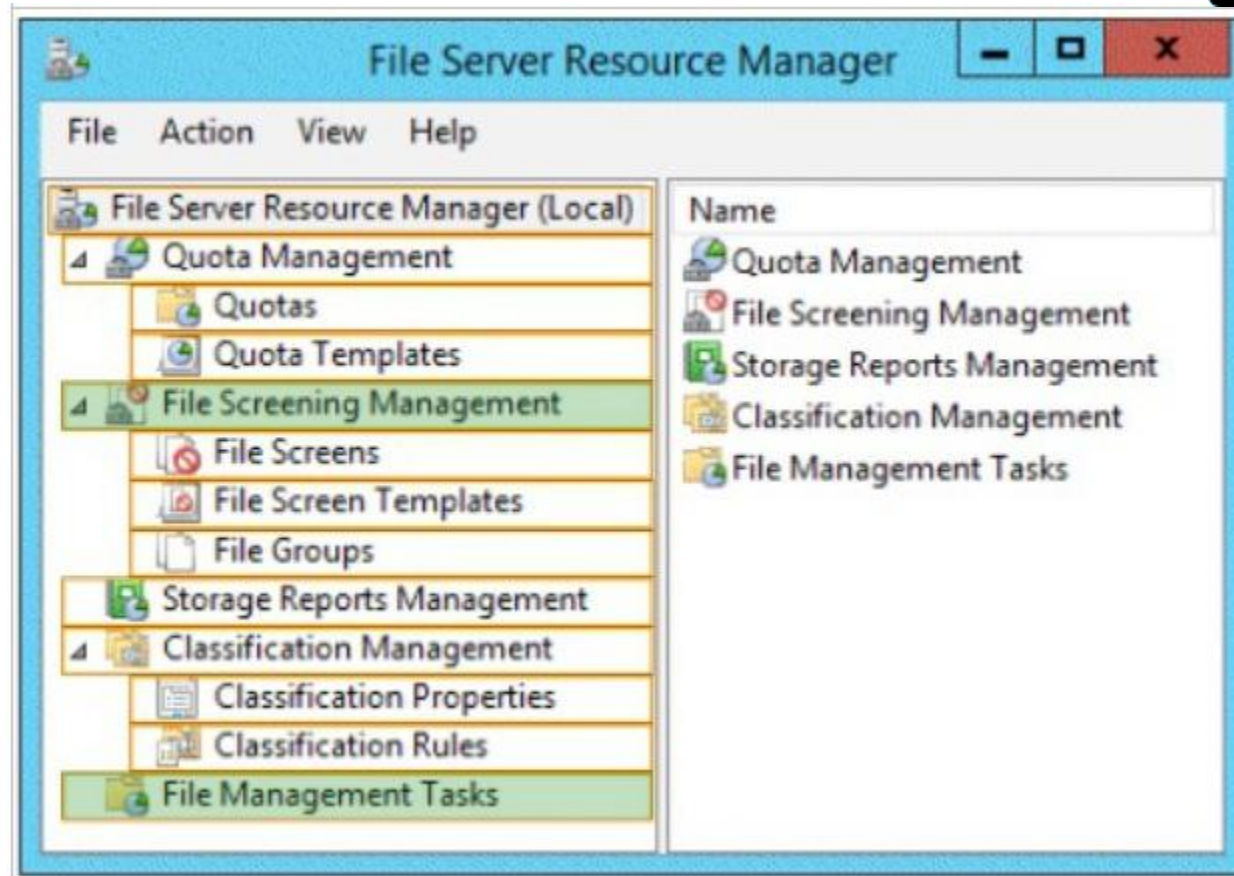 File Server Resource Manager
File Action View Help
File Server Resource Manager (Local)
Quota Management
Quotas
Quota Templates
File Screening Management
File Screens
File Screen Templates
File Groups
Storage Reports Management
Classification Management
Classification Properties
Classification Rules
File Management Tasks
Name
Quota Management
File Screening Management
Storage Reports Management
Classification Management
File Management Tasks